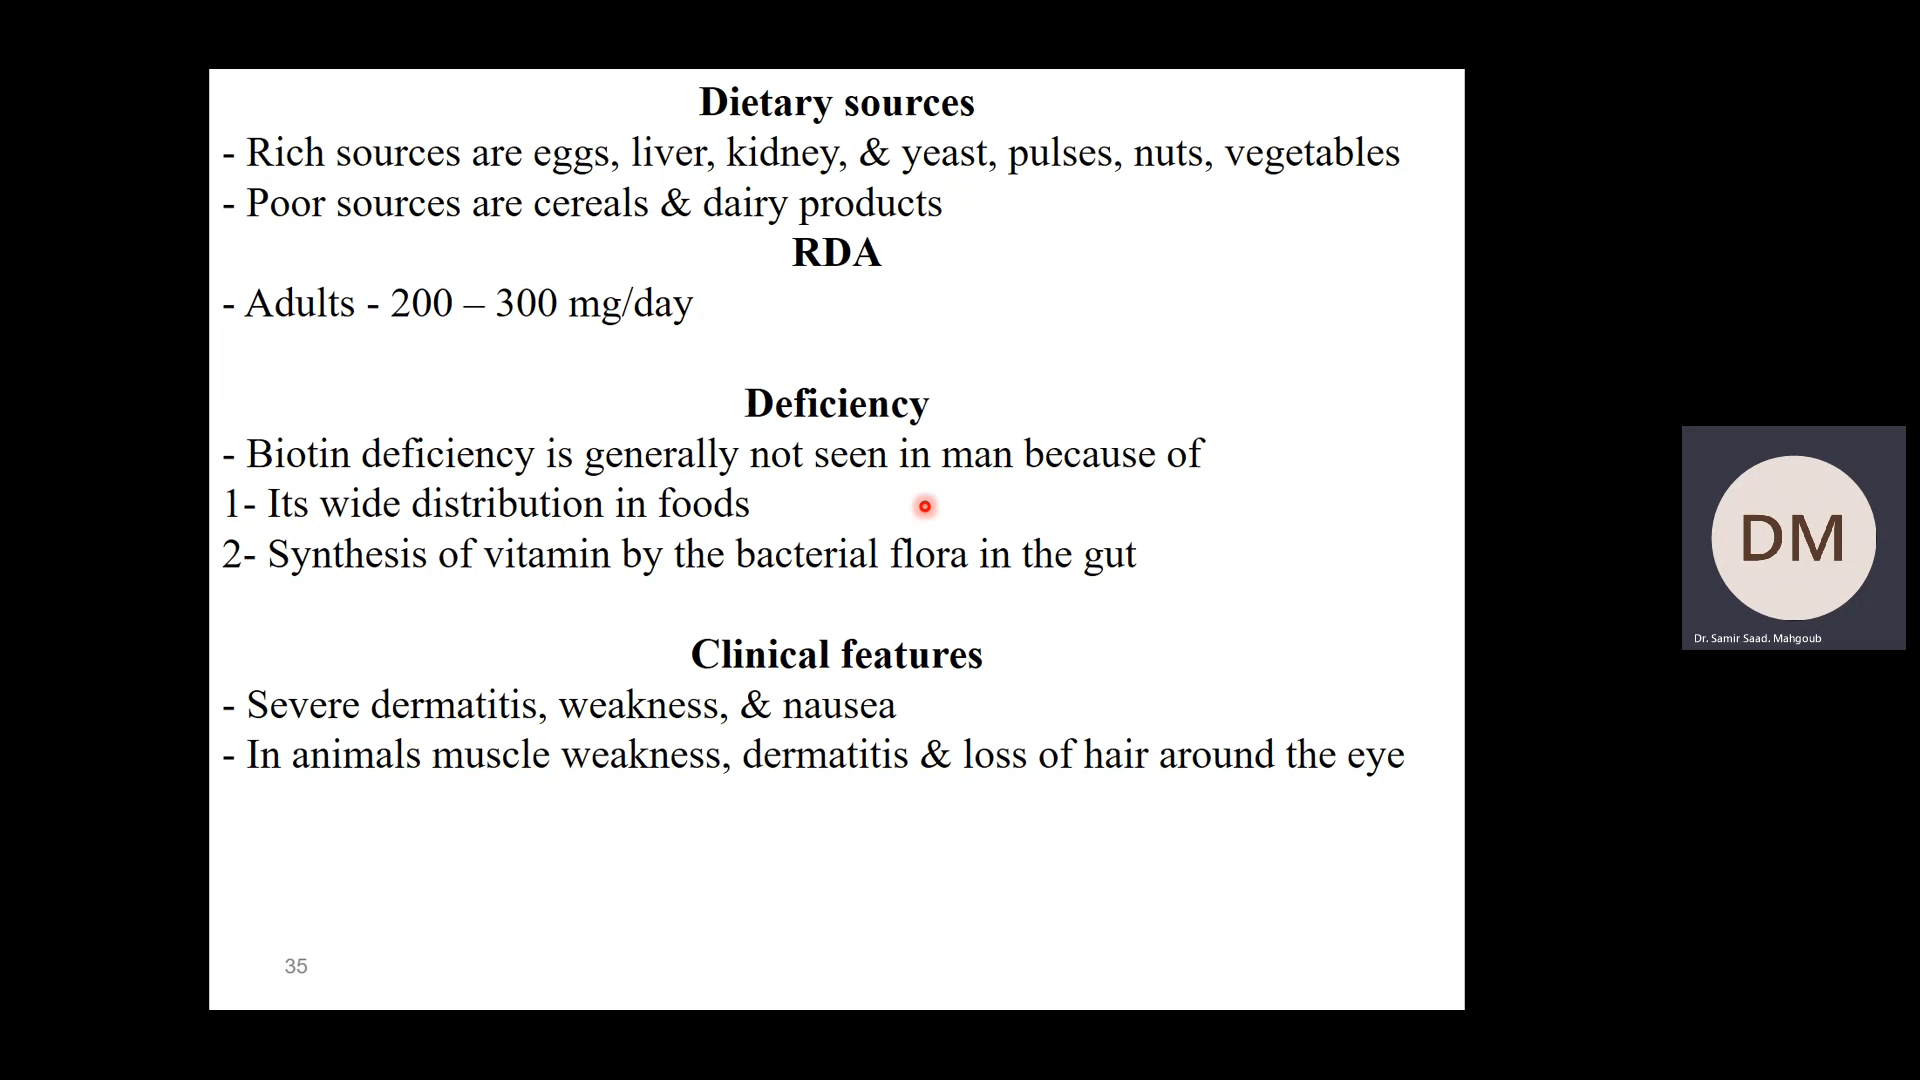 Dietary sources
- Rich sources are eggs, liver, kidney, & yeast, pulses, nuts, vegetables
- Poor sources are cereals & dairy products
RDA
- Adults - 200 – 300 mg/day
Deficiency
- Biotin deficiency is generally not seen in man because of
1- Its wide distribution in foods
2- Synthesis of vitamin by the bacterial flora in the gut
Clinical features
- Severe dermatitis, weakness, & nausea
- In animals muscle weakness, dermatitis & loss of hair around the eye
35
DM
Dr. Samir Saad. Mahgoub